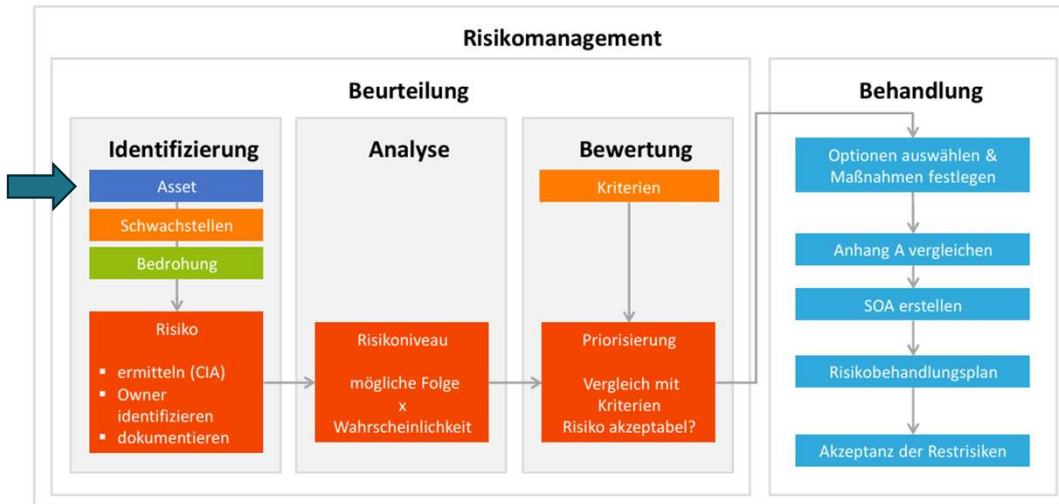 Risikomanagement
Beurteilung
Identifizierung
Asset
Schwachstellen
Bedrohung
Risiko
▪ ermitteln (CIA)
▪ Owner
identifizieren
▪ dokumentieren
Analyse
Risikoniveau
mögliche Folge
x
Wahrscheinlichkeit
Bewertung
Kriterien
Priorisierung
Vergleich mit
Kriterien
Risiko akzeptabel?
Behandlung
Optionen auswählen &
Maßnahmen festlegen
Anhang A vergleichen
SOA erstellen
Risikobehandlungsplan
Akzeptanz der Restrisiken